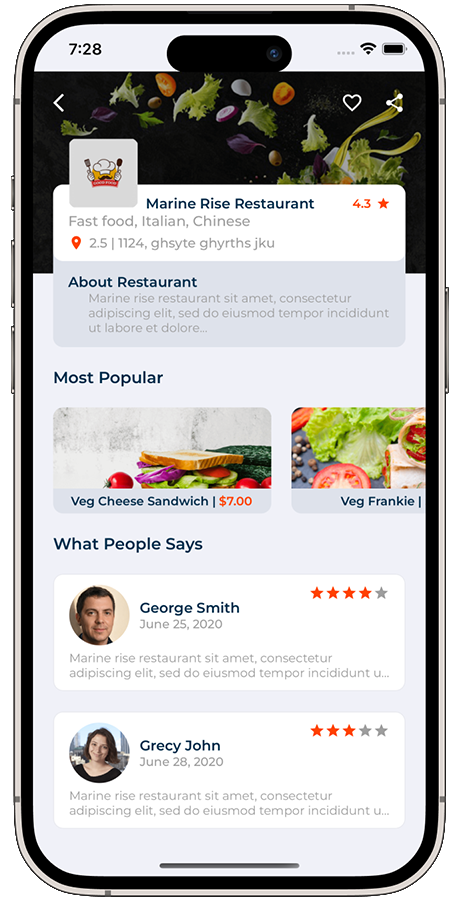 7:28
Marine Rise Restaurant 4.3
Fast food, Italian, Chinese
2.5 | 1124, ghsyte ghyrths jku
About Restaurant
Marine rise restaurant sit amet, consectetur
adipiscing elit, sed do eiusmod tempor incididunt
ut labore et dolore...
Most Popular
Veg Cheese Sandwich | $7.00
Veg Frankie |
What People Says
George Smith
June 25, 2020
Marine rise restaurant sit amet, consectetur
adipiscing elit, sed do eiusmod tempor incididunt u...
Grecy John
June 28, 2020
Marine rise restaurant sit amet, consectetur
adipiscing elit, sed do eiusmod tempor incididunt u...